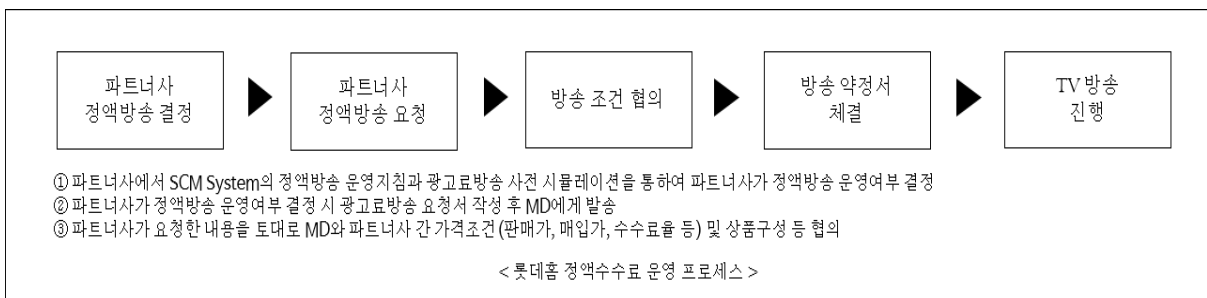 파트너사
정액방송 결정
파트너사
정액방송 요청
방송 조건 협의
방송 약정서
체결
TV 방송
진행
① 파트너사에서 SCM System의 정액방송 운영지침과 광고료방송 사전 시뮬레이션을 통하여 파트너사가 정액방송 운영여부 결정
② 파트너사가 정액방송 운영여부 결정 시 광고료방송 요청서 작성 후 MD에게 발송
③ 파트너사가 요청한 내용을 토대로 MD와 파트너사 간 가격조건(판매가, 매입가, 수수료율 등) 및 상품구성 등 협의
< 롯데홈 정액수수료 운영 프로세스 >